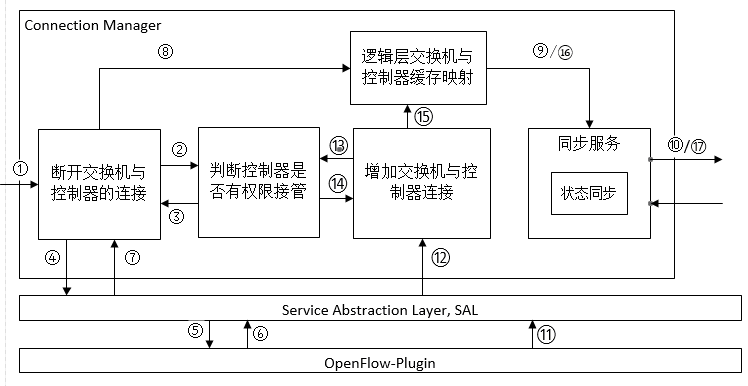 Connection Manager
⑧
逻辑层交换机与
控制器缓存映射
⑨/⑯
①
断开交换机与
控制器的连接
②
③
判断控制器是
否有权限接管
⑬
⑭
⑮
增加交换机与控
制器连接
同步服务
状态同步
⑩/⑰
④
⑦
⑫
Service Abstraction Layer, SAL
⑤
⑥
⑪
OpenFlow-Plugin